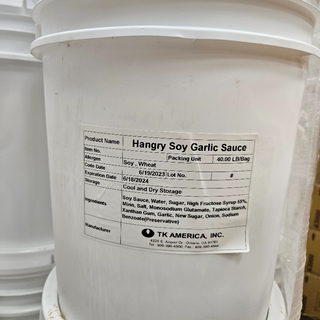 Product Name Hangry Soy Garlic Sauce
Item No. Packing Unit 40.00 LB/Bag
Allergen Soy , Wheat
Code Date 6/19/2023 Lot No. #
Expiration Date 6/18/2024
Storage Cool and Dry Storage
Ingredients Soy Sauce, Water, Sugar, High Fructose Syrup 55%,
Mirin, Salt, Monosodium Glutamate, Tapioca Starch,
Xanthan Gum, Garlic, New Sugar, Onion, Sodium
Benzoate(Preservative)
Manufacturer TK AMERICA, INC.